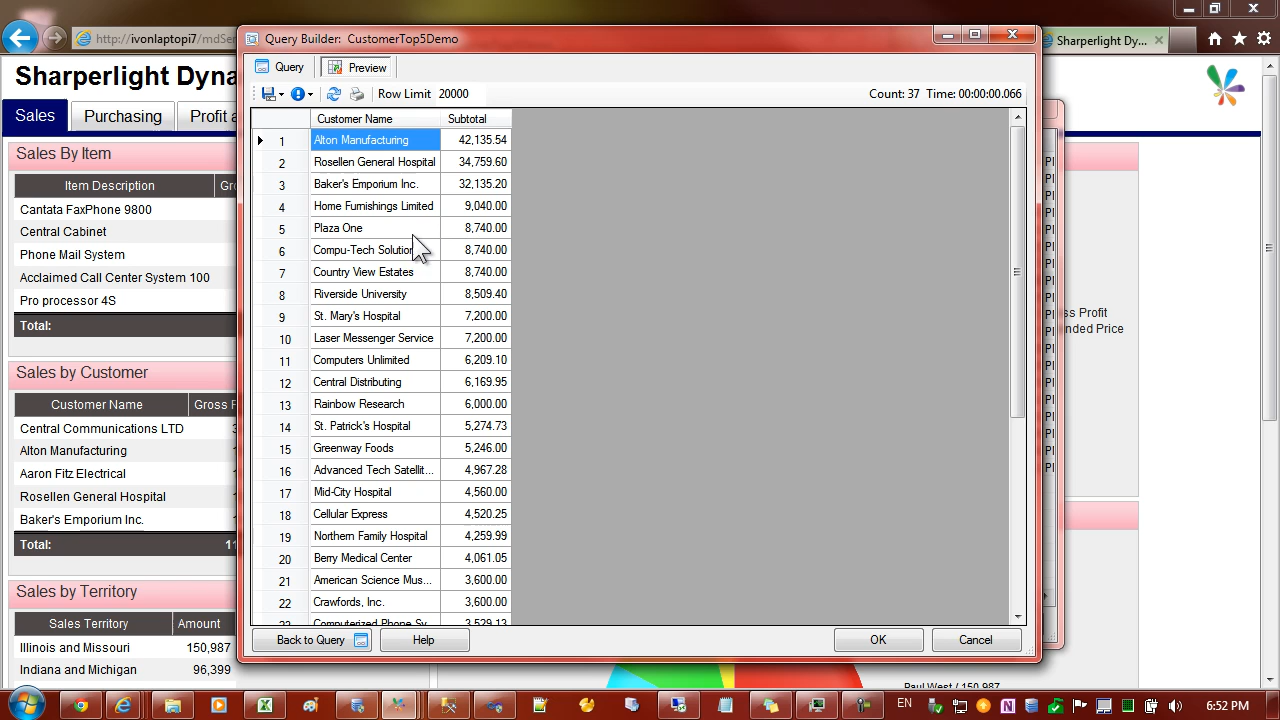 http://ivonlaptopi7/mdSer
Sharperlight Dy...
Sharperlight Dyna
Sales
Purchasing
Profit a
Sales By Item
Item Description
Gro
Cantata FaxPhone 9800
Central Cabinet
Phone Mail System
Acclaimed Call Center System 100
Pro processor 4S
Total:
Sales by Customer
Customer Name
Gross P
Central Communications LTD
Alton Manufacturing
Aaron Fitz Electrical
Rosellen General Hospital
Baker's Emporium Inc.
Total:
Sales by Territory
Sales Territory
Amount
Illinois and Missouri
150,987
Indiana and Michigan
96,399
Query Builder: CustomerTop5Demo
Query
Preview
Row Limit 20000
Count: 37 Time: 00:00:00.066
Customer Name Subtotal
1 Alton Manufacturing 42,135.54
2 Rosellen General Hospital 34,759.60
3 Baker's Emporium Inc. 32,135.20
4 Home Furnishings Limited 9,040.00
5 Plaza One 8,740.00
6 Compu-Tech Solution 8,740.00
7 Country View Estates 8,740.00
8 Riverside University 8,509.40
9 St. Mary's Hospital 7,200.00
10 Laser Messenger Service 7,200.00
11 Computers Unlimited 6,209.10
12 Central Distributing 6,169.95
13 Rainbow Research 6,000.00
14 St. Patrick's Hospital 5,274.73
15 Greenway Foods 5,246.00
16 Advanced Tech Satellit... 4,967.28
17 Mid-City Hospital 4,560.00
18 Cellular Express 4,520.25
19 Northern Family Hospital 4,259.99
20 Berry Medical Center 4,061.05
21 American Science Mus... 3,600.00
22 Crawfords, Inc. 3,600.00
Computerized Phone Sy... 3,529.13
Back to Query
Help
OK
Cancel
ss Profit
nded Price
Paul West / 150,987
EN
6:52 PM